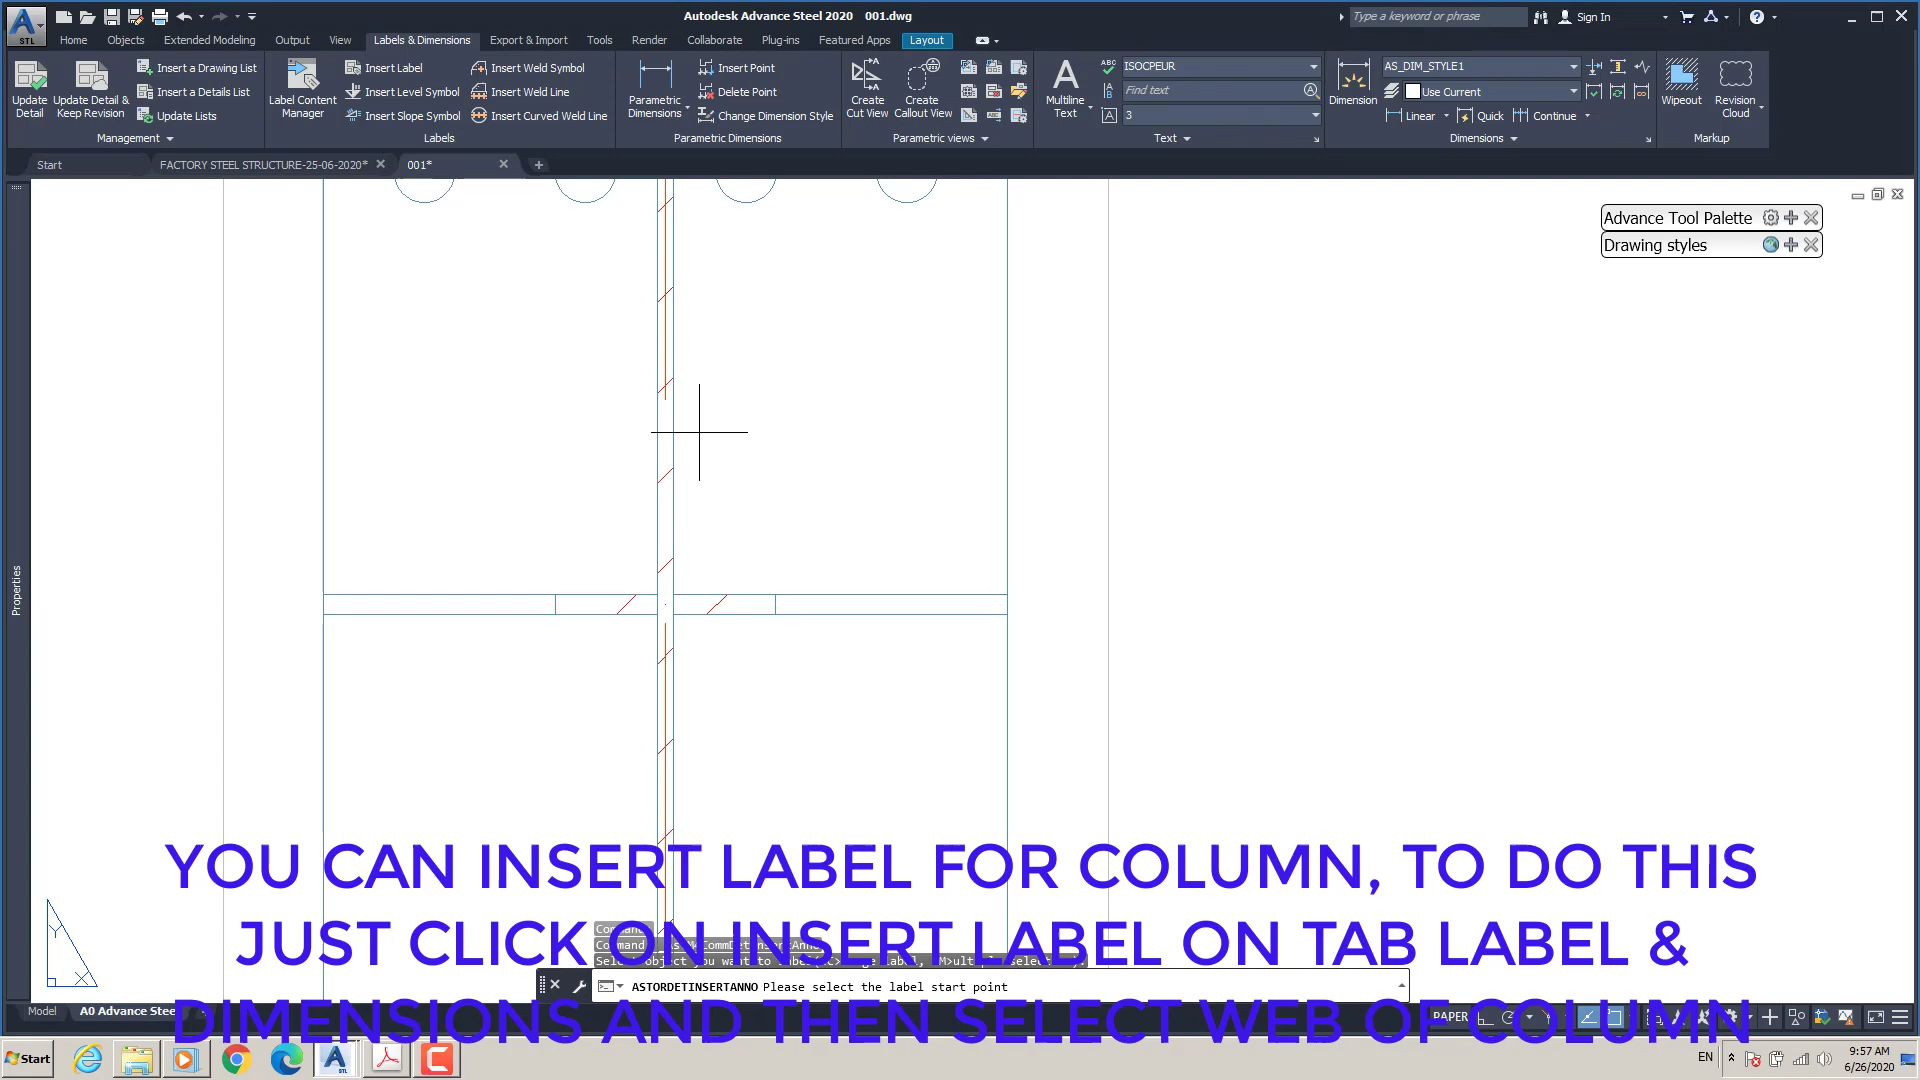 Autodesk Advance Steel 2020 001.dwg
Type a keyword or phrase
Sign In
STL
Home Objects Extended Modeling Output View Labels & Dimensions Export & Import Tools Render Collaborate Plug-ins Featured Apps Layout
Update Detail
Update Detail & Keep Revision
Insert a Drawing List
Insert a Details List
Update Lists
Management
Label Content Manager
Insert Label
Insert Level Symbol
Insert Slope Symbol
Insert Weld Symbol
Insert Weld Line
Insert Curved Weld Line
Labels
Parametric Dimensions
Insert Point
Delete Point
Change Dimension Style
Parametric Dimensions
Create Cut View
Create Callout View
Parametric views
Multiline Text
ISOCPEUR
Find text
3
Text
Dimension
AS_DIM_STYLE1
Use Current
Linear
Quick
Continue
Dimensions
Wipeout
Revision Cloud
Markup
Start
FACTORY STEEL STRUCTURE-25-06-2020*
001*
Advance Tool Palette
Drawing styles
Properties
Y
X
YOU CAN INSERT LABEL FOR COLUMN, TO DO THIS
JUST CLICK ON INSERT LABEL ON TAB LABEL &
DIMENSIONS AND THEN SELECT WEB OF COLUMN
ASTORDETINSERTANNO Please select the label start point
Model
A0 Advance Steel
PAPER
Start
EN
9:57 AM
6/26/2020